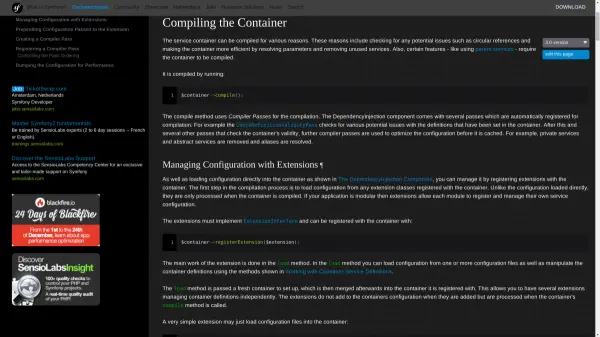 sf
What is Symfony?
Documentation
Community
Showcase
Marketplace
Jobs
Business Solutions
News
About
DOWNLOAD
Managing Configuration with Extensions
Prepending Configuration Passed to the Extension
Creating a Compiler Pass
Registering a Compiler Pass
Controlling the Pass Ordering
Dumping the Configuration for Performance
Job TicketSwap.com
Amsterdam, Netherlands
Symfony Developer
jobs.sensiolabs.com
Master Symfony2 fundamentals
Be trained by SensioLabs experts (2 to 6 day sessions -- French
or English).
trainings.sensiolabs.com
Discover the SensioLabs Support
Access to the SensioLabs Competency Center for an exclusive
and tailor-made support on Symfony
sensiolabs.com
blackfire.io
24 Days of Blackfire
From the 1st to the 24th
of December, learn about app
performance optimization
Discover
SensioLabsInsight
100+ quality checks to
control your PHP and
Symfony projects.
A real-time audit of
your PHP quality.
Compiling the Container
3.0 version
edit this page
The service container can be compiled for various reasons. These reasons include checking for any potential issues such as circular references and
making the container more efficient by resolving parameters and removing unused services. Also, certain features - like using parent services - require
the container to be compiled.
It is compiled by running:
1 $container->compile();
The compile method uses Compiler Passes for the compilation. The DependencyInjection component comes with several passes which are automatically registered for
compilation. For example the CheckDefinitionValidityPass checks for various potential issues with the definitions that have been set in the container. After this and
several other passes that check the container's validity, further compiler passes are used to optimize the configuration before it is cached. For example, private services
and abstract services are removed and aliases are resolved.
Managing Configuration with Extensions ¶
As well as loading configuration directly into the container as shown in The DependencyInjection Component, you can manage it by registering extensions with the
container. The first step in the compilation process is to load configuration from any extension classes registered with the container. Unlike the configuration loaded directly,
they are only processed when the container is compiled. If your application is modular then extensions allow each module to register and manage their own service
configuration.
The extensions must implement ExtensionInterface and can be registered with the container with:
1 $container->registerExtension($extension);
The main work of the extension is done in the load method. In the load method you can load configuration from one or more configuration files as well as manipulate the
container definitions using the methods shown in Working with Container Service Definitions.
The load method is passed a fresh container to set up, which is then merged afterwards into the container it is registered with. This allows you to have several extensions
managing container definitions independently. The extensions do not add to the containers configuration when they are added but are processed when the container's
compile method is called.
A very simple extension may just load configuration files into the container: